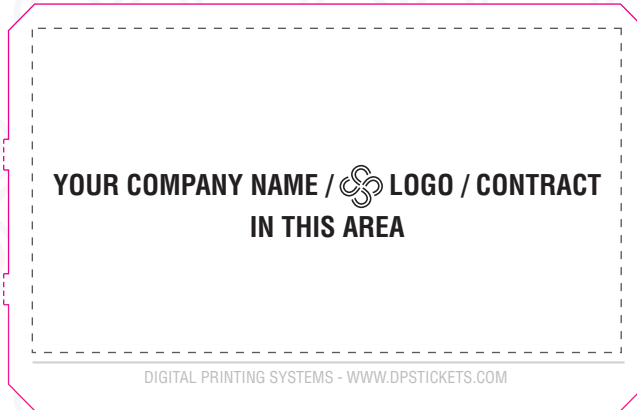 YOUR COMPANY NAME / LOGO / CONTRACT
IN THIS AREA
DIGITAL PRINTING SYSTEMS - WWW.DPSTICKETS.COM